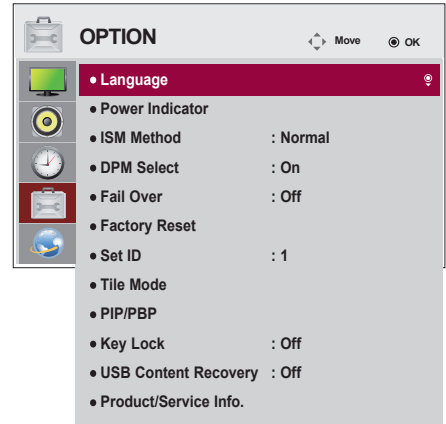 OPTION Move OK
Language
Power Indicator
ISM Method : Normal
DPM Select : On
Fail Over : Off
Factory Reset
Set ID : 1
Tile Mode
PIP/PBP
Key Lock : Off
USB Content Recovery : Off
Product/Service Info.